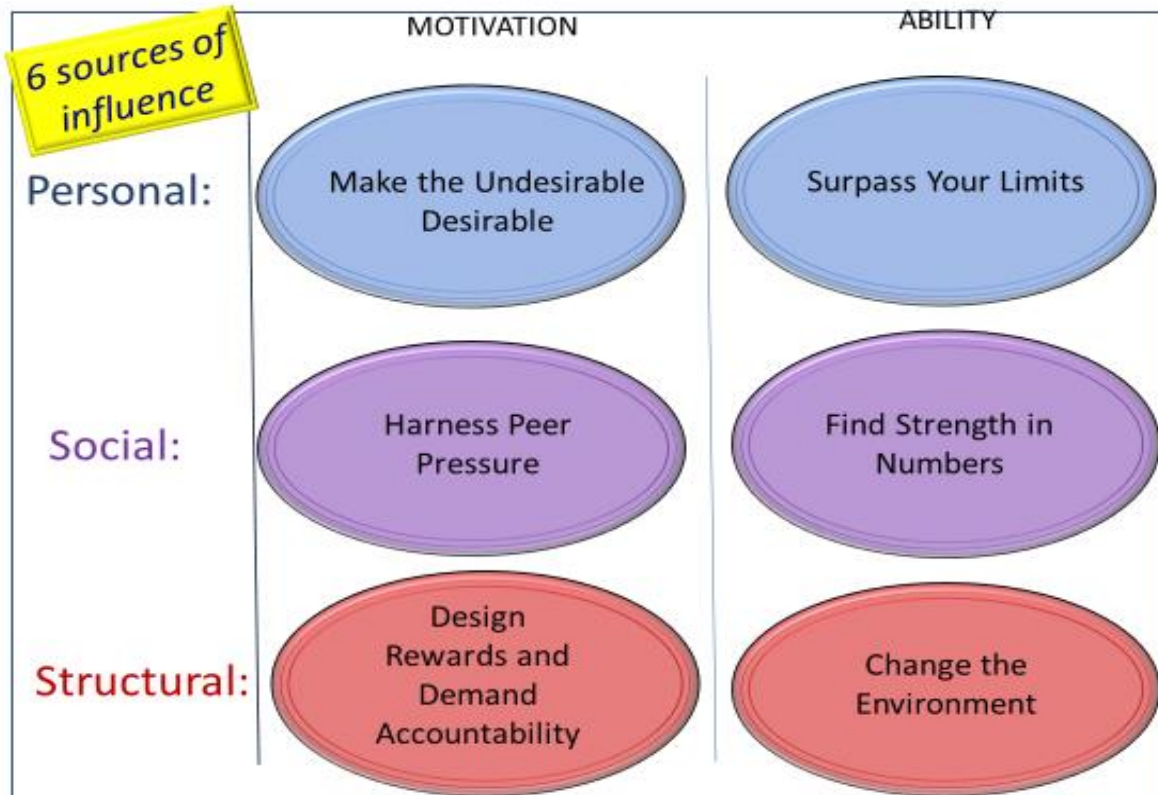 MOTIVATION
ABILITY
6 sources of
influence
Personal:
Make the Undesirable
Desirable
Surpass Your Limits
Social:
Harness Peer
Pressure
Find Strength in
Numbers
Structural:
Design
Rewards and
Demand
Accountability
Change the
Environment